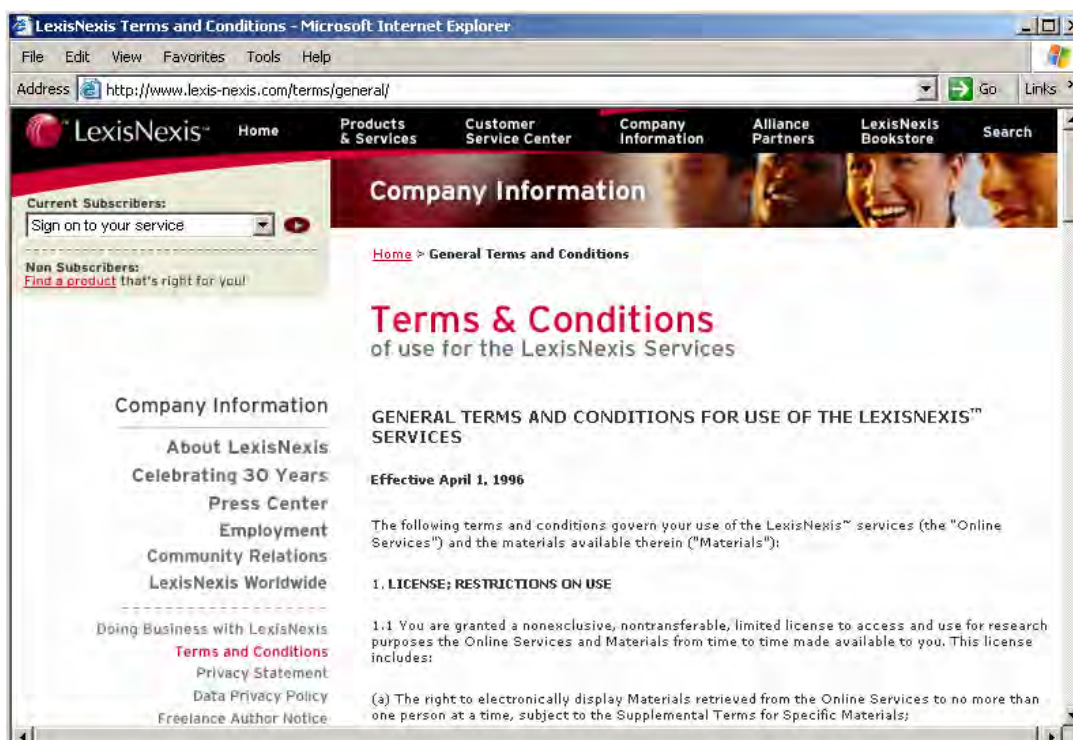 LexisNexis Terms and Conditions - Microsoft Internet Explorer
File Edit View Favorites Tools Help
Address http://www.lexis-nexis.com/terms/general/ Go Links »
LexisNexis™ Home Products & Services Customer Service Center Company Information Alliance Partners LexisNexis Bookstore Search
Company Information
Current Subscribers:
Sign on to your service
Non Subscribers:
Find a product that's right for you!
Home > General Terms and Conditions
Terms & Conditions
of use for the LexisNexis Services
Company Information
About LexisNexis
Celebrating 30 Years
Press Center
Employment
Community Relations
LexisNexis Worldwide
Doing Business with LexisNexis
Terms and Conditions
Privacy Statement
Data Privacy Policy
Freelance Author Notice
GENERAL TERMS AND CONDITIONS FOR USE OF THE LEXISNEXIS™
SERVICES
Effective April 1, 1996
The following terms and conditions govern your use of the LexisNexis™ services (the "Online
Services") and the materials available therein ("Materials"):
1. LICENSE; RESTRICTIONS ON USE
1.1 You are granted a nonexclusive, nontransferable, limited license to access and use for research
purposes the Online Services and Materials from time to time made available to you. This license
includes:
(a) The right to electronically display Materials retrieved from the Online Services to no more than
one person at a time, subject to the Supplemental Terms for Specific Materials;